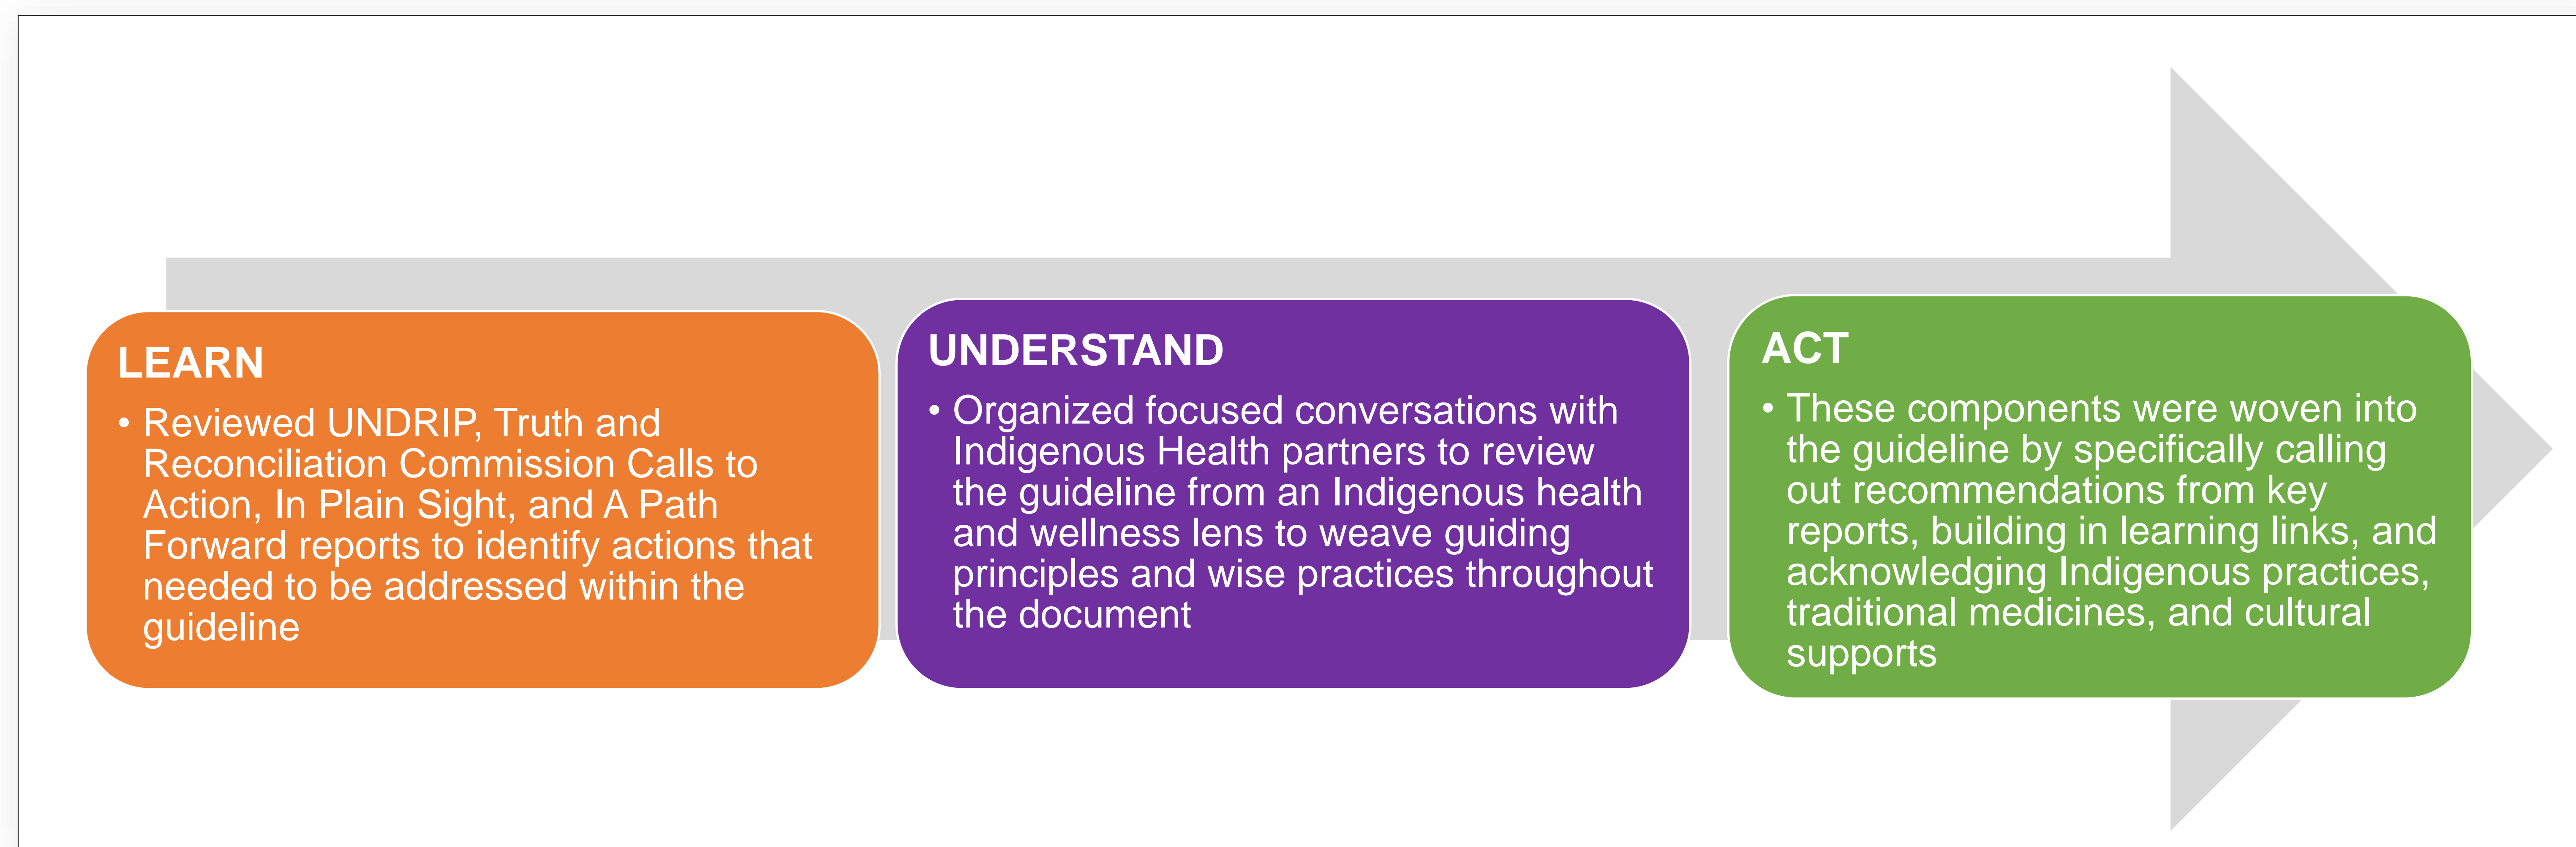 LEARN
• Reviewed UNDRIP, Truth and
Reconciliation Commission Calls to
Action, In Plain Sight, and A Path
Forward reports to identify actions that
needed to be addressed within the
guideline
UNDERSTAND
• Organized focused conversations with
Indigenous Health partners to review
the guideline from an Indigenous health
and wellness lens to weave guiding
principles and wise practices throughout
the document
ACT
• These components were woven into
the guideline by specifically calling
out recommendations from key
reports, building in learning links, and
acknowledging Indigenous practices,
traditional medicines, and cultural
supports